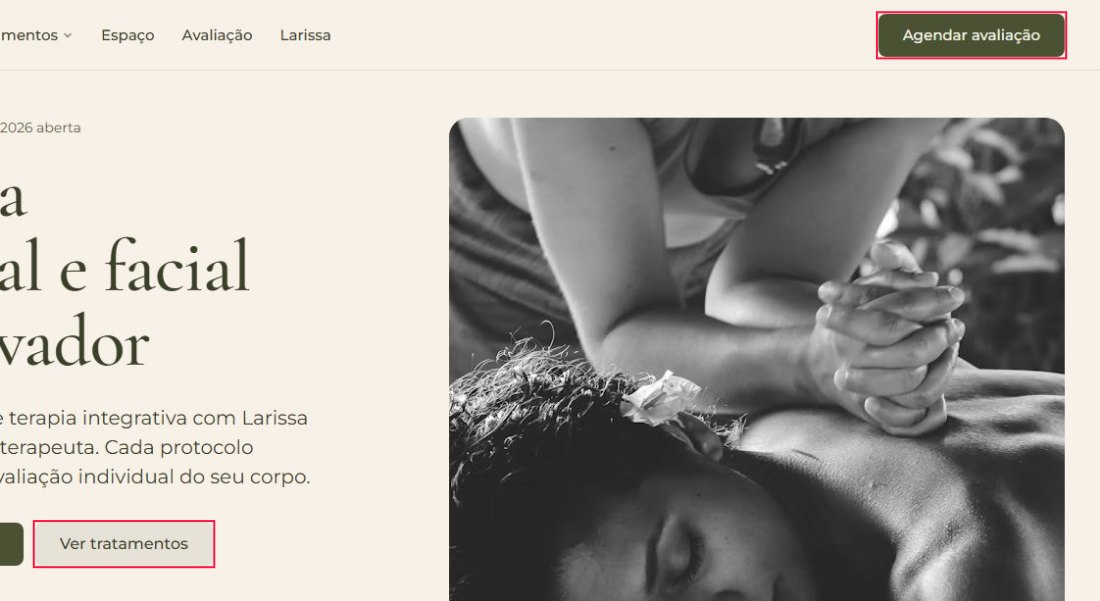 mentos
Espaço
Avaliação
Larissa
Agendar avaliação
2026 aberta
a
al e facial
vador
e terapia integrativa com Larissa
terapeuta. Cada protocolo
valiação individual do seu corpo.
Ver tratamentos